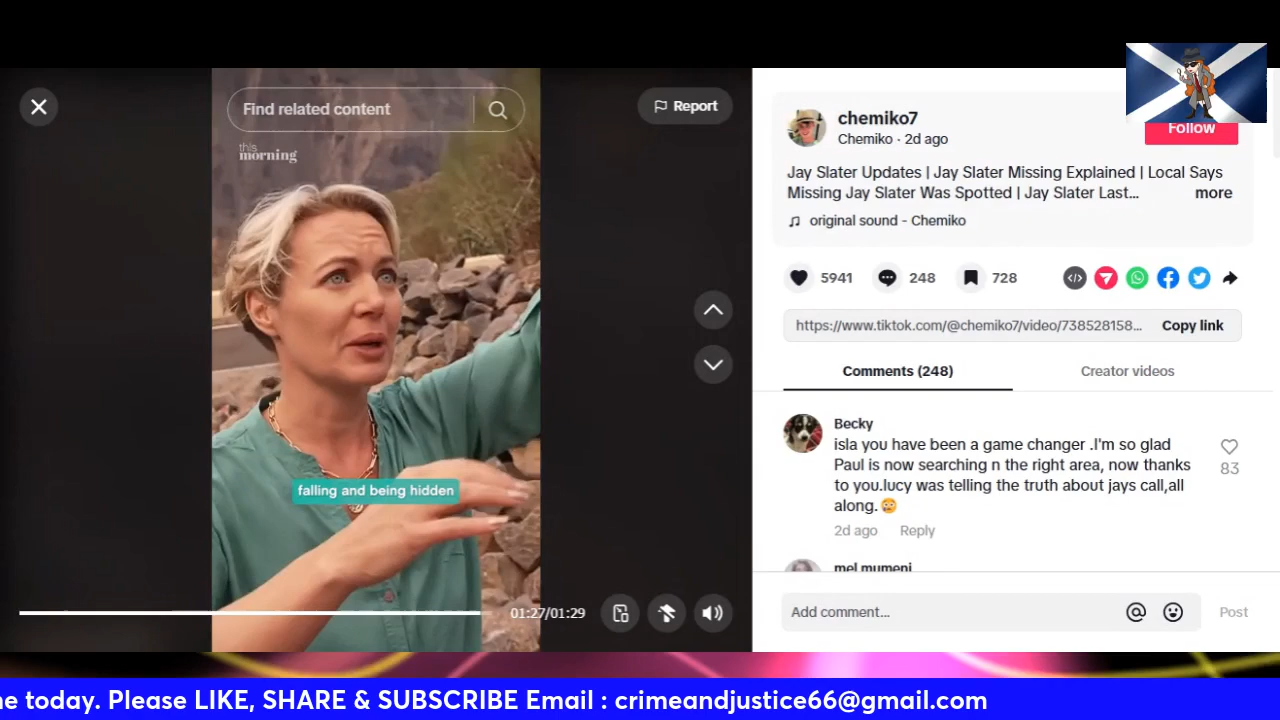 Find related content
Report
this
morning
falling and being hidden
01:27/01:29
chemiko7
Chemiko · 2d ago
Follow
Jay Slater Updates | Jay Slater Missing Explained | Local Says
Missing Jay Slater Was Spotted | Jay Slater Last...
more
original sound - Chemiko
5941
248
728
https://www.tiktok.com/@chemiko7/video/738528158...
Copy link
Comments (248)
Creator videos
Becky
isla you have been a game changer .I'm so glad
Paul is now searching n the right area, now thanks
to you.lucy was telling the truth about jays call,all
along.😳
83
2d ago
Reply
mel mumeni
Add comment...
Post
ne today. Please LIKE, SHARE & SUBSCRIBE Email : crimeandjustice66@gmail.com